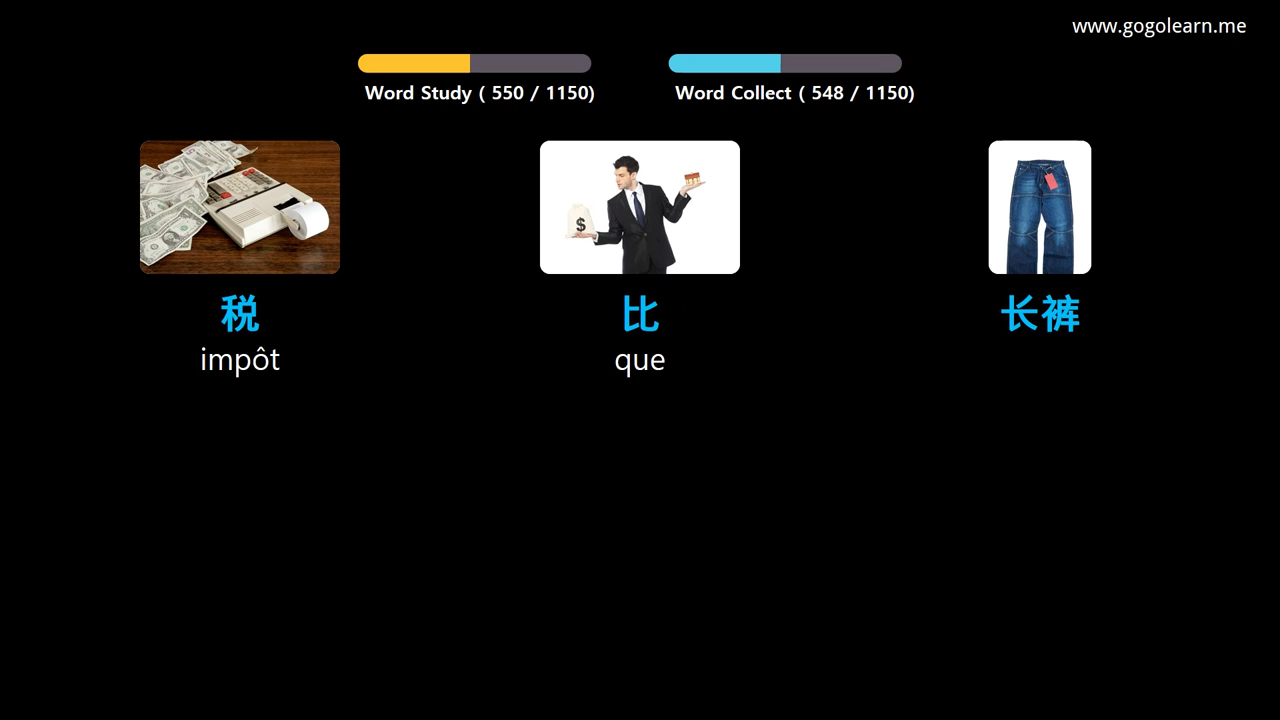 www.gogolearn.me
Word Study ( 550 / 1150)
Word Collect ( 548 / 1150)
$
税
impôt
比
que
长裤